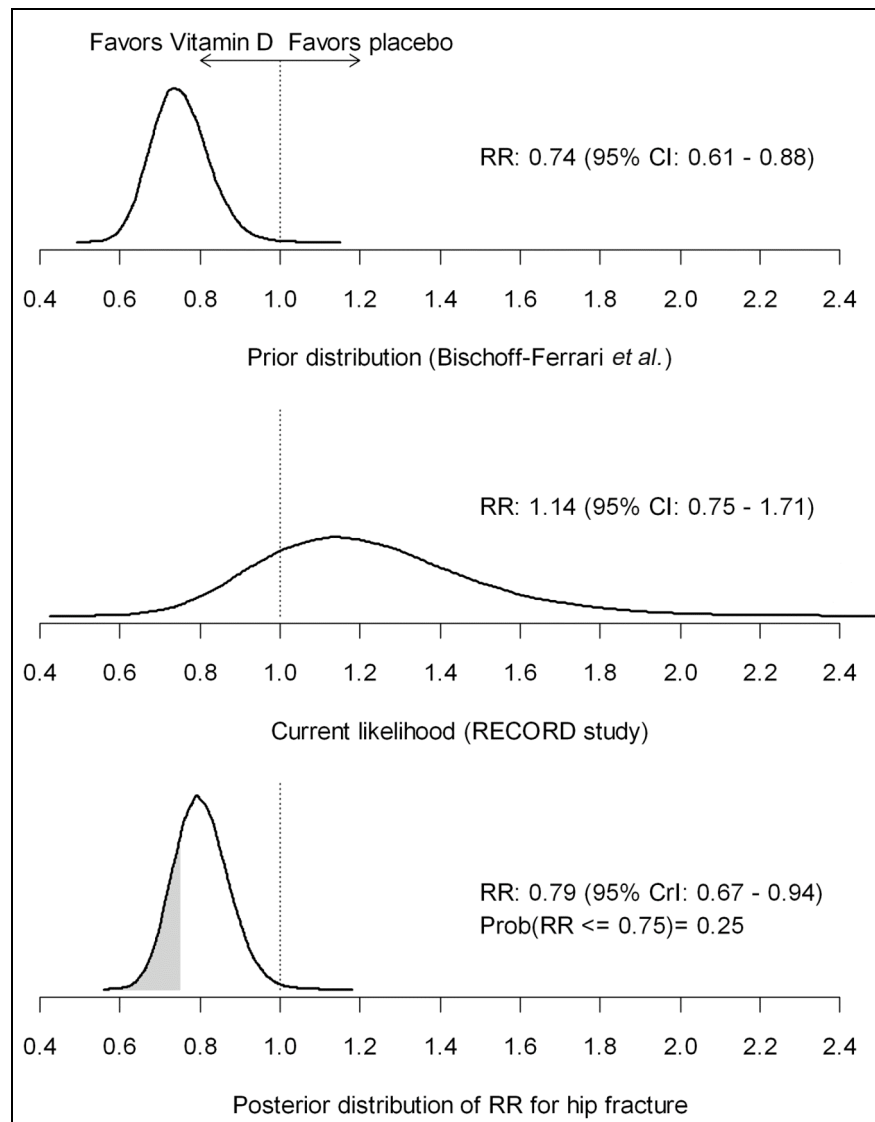 Favors Vitamin D Favors placebo
RR: 0.74 (95% CI: 0.61 - 0.88)
0.4 0.6 0.8 1.0 1.2 1.4 1.6 1.8 2.0 2.2 2.4
Prior distribution (Bischoff-Ferrari et al.)
RR: 1.14 (95% CI: 0.75 - 1.71)
0.4 0.6 0.8 1.0 1.2 1.4 1.6 1.8 2.0 2.2 2.4
Current likelihood (RECORD study)
RR: 0.79 (95% CrI: 0.67 - 0.94)
Prob(RR <= 0.75)= 0.25
0.4 0.6 0.8 1.0 1.2 1.4 1.6 1.8 2.0 2.2 2.4
Posterior distribution of RR for hip fracture